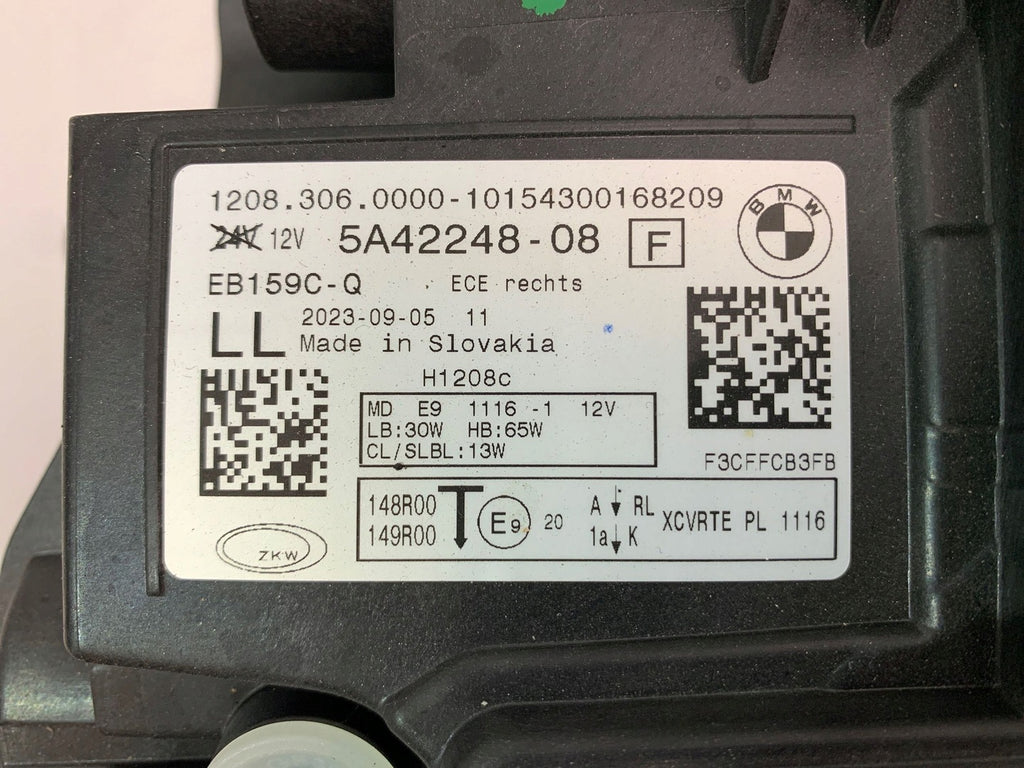 1208.306.0000-10154300168209
24V 12V 5A42248-08 F
BMW
EB159C-Q ECE rechts
LL 2023-09-05 11
Made in Slovakia
H1208c
MD E9 1116 -1 12V
LB:30W HB:65W
CL/SLBL:13W
F3CFFCB3FB
148R00 T E9 20 A RL XCVRTE PL 1116
149R00 1a K
ZKW